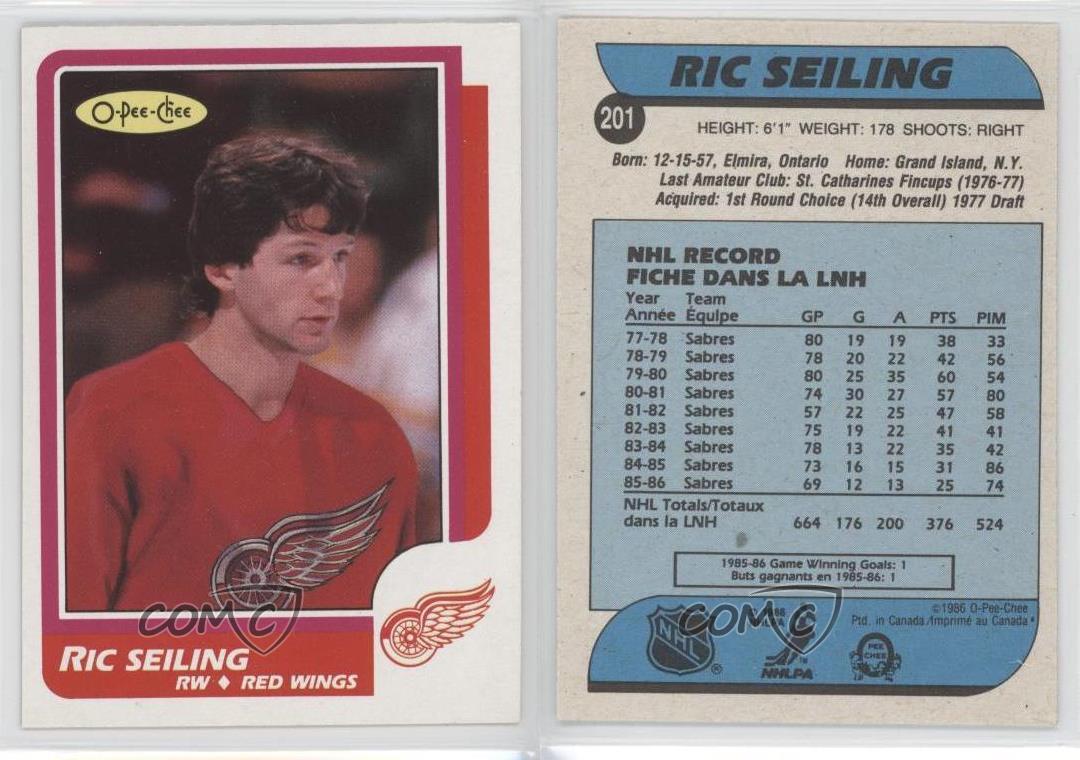 O-Pee-Chee
RIC SEILING
RW ♦ RED WINGS
COMC
RIC SEILING
201
HEIGHT: 6'1" WEIGHT: 178 SHOOTS: RIGHT
Born: 12-15-57, Elmira, Ontario Home: Grand Island, N.Y.
Last Amateur Club: St. Catharines Fincups (1976-77)
Acquired: 1st Round Choice (14th Overall) 1977 Draft
NHL RECORD
FICHE DANS LA LNH
Year Team
Année Équipe GP G A PTS PIM
77-78 Sabres 80 19 19 38 33
78-79 Sabres 78 20 22 42 56
79-80 Sabres 80 25 35 60 54
80-81 Sabres 74 30 27 57 80
81-82 Sabres 57 22 25 47 58
82-83 Sabres 75 19 22 41 41
83-84 Sabres 78 13 22 35 42
84-85 Sabres 73 16 15 31 86
85-86 Sabres 69 12 13 25 74
NHL Totals/Totaux
dans la LNH 664 176 200 376 524
1985-86 Game Winning Goals: 1
Buts gagnants en 1985-86: 1
©1986 O-Pee-Chee
Ptd. in Canada/Imprimé au Canada
NHL ®
NHLPA
PEE
CHEE
COMC